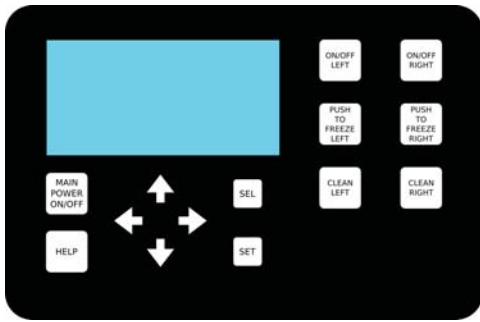 ON/OFF
LEFT
ON/OFF
RIGHT
PUSH
TO
FREEZE
LEFT
PUSH
TO
FREEZE
RIGHT
MAIN
POWER
ON/OFF
SEL
CLEAN
LEFT
CLEAN
RIGHT
HELP
SET